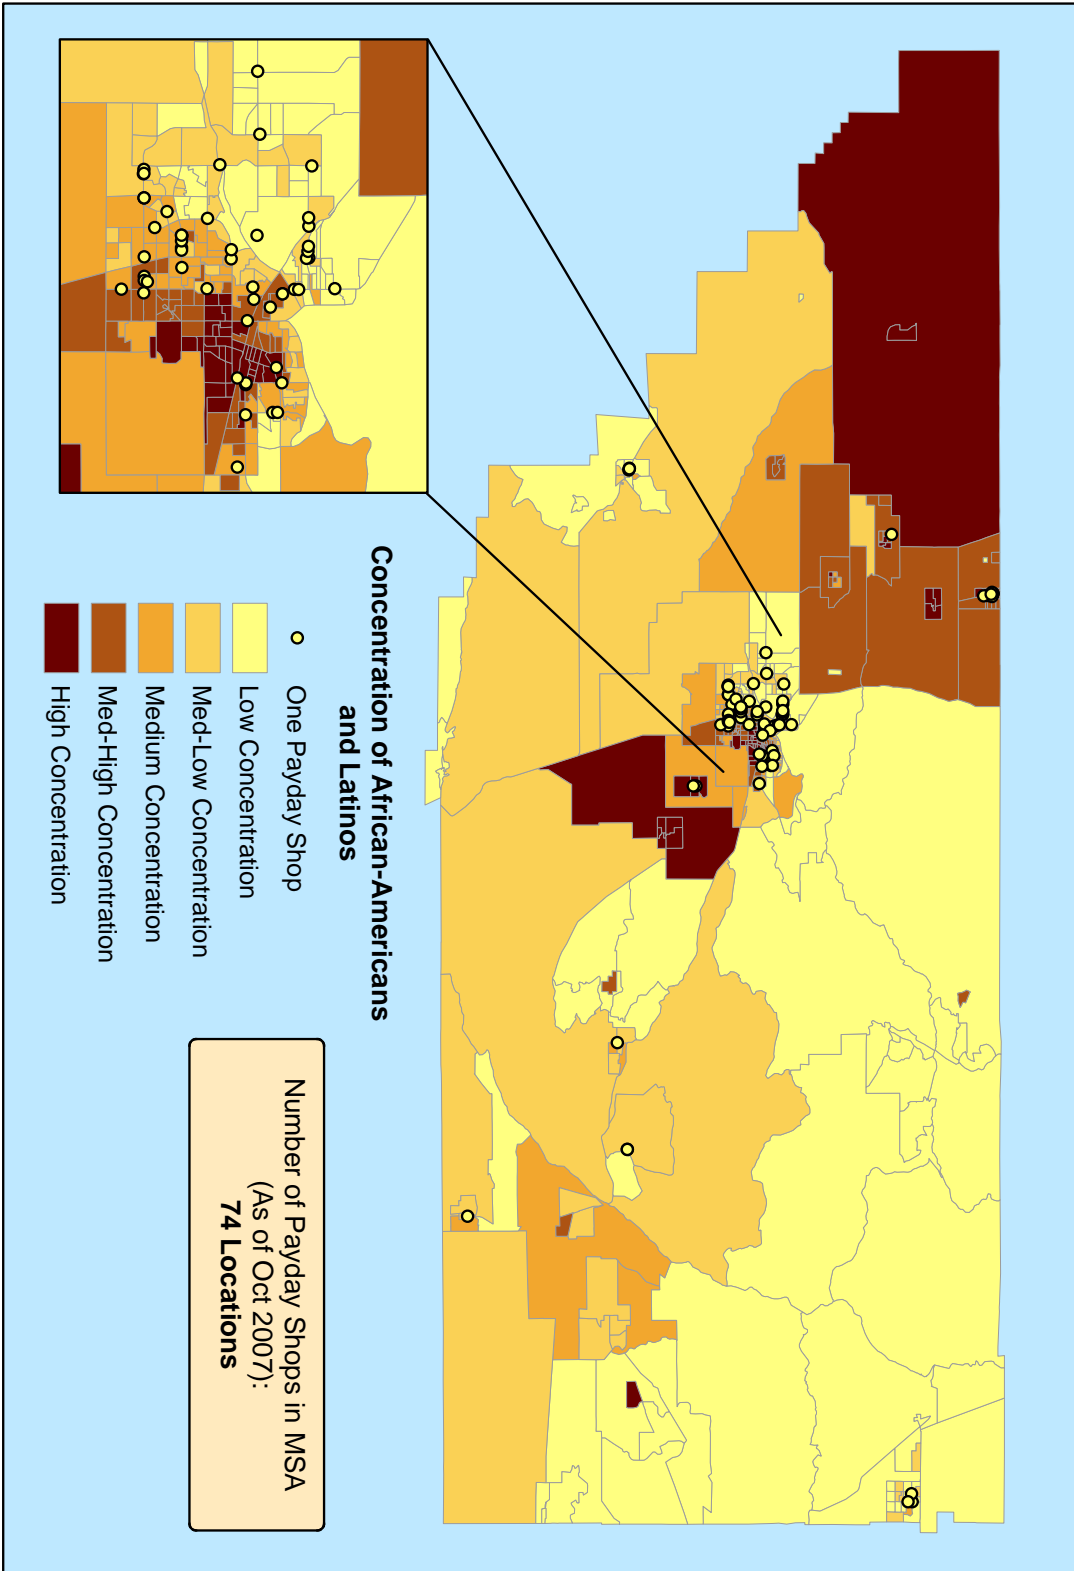 Concentration of African-Americans
and Latinos
One Payday Shop
Low Concentration
Med-Low Concentration
Medium Concentration
Med-High Concentration
High Concentration
Number of Payday Shops in MSA
(As of Oct 2007):
74 Locations